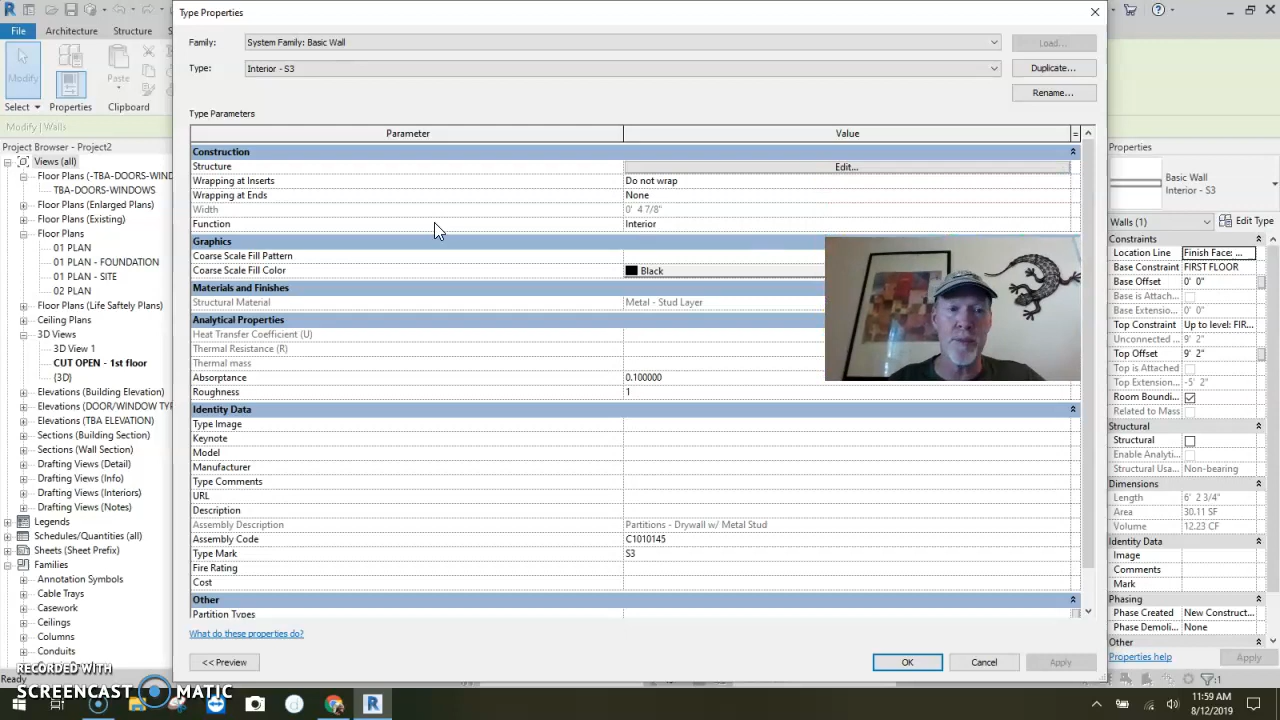 Type Properties
File
Architecture
Structure
Modify
Select
Properties
Paste
Clipboard
Modify | Walls
Project Browser - Project2
Views (all)
Floor Plans (-TBA-DOORS-WIND
TBA-DOORS-WINDOWS
Floor Plans (Enlarged Plans)
Floor Plans (Existing)
Floor Plans
01 PLAN
01 PLAN - FOUNDATION
01 PLAN - SITE
02 PLAN
Floor Plans (Life Saftely Plans)
Ceiling Plans
3D Views
3D View 1
CUT OPEN - 1st floor
{3D}
Elevations (Building Elevation)
Elevations (DOOR/WINDOW TYP
Elevations (TBA ELEVATION)
Sections (Building Section)
Sections (Wall Section)
Drafting Views (Detail)
Drafting Views (Info)
Drafting Views (Interiors)
Drafting Views (Notes)
Legends
Schedules/Quantities (all)
Sheets (Sheet Prefix)
Families
Annotation Symbols
Cable Trays
Casework
Ceilings
Columns
Conduits
Ready
RECORDED WITH
SCREENCAST MATIC
Family:
System Family: Basic Wall
Load...
Type:
Interior - S3
Duplicate...
Rename...
Type Parameters
Parameter
Value
=
Construction
Structure
Edit...
Wrapping at Inserts
Do not wrap
Wrapping at Ends
None
Width
0' 4 7/8"
Function
Interior
Graphics
Coarse Scale Fill Pattern
Coarse Scale Fill Color
Black
Materials and Finishes
Structural Material
Metal - Stud Layer
Analytical Properties
Heat Transfer Coefficient (U)
Thermal Resistance (R)
Thermal mass
Absorptance
0.100000
Roughness
1
Identity Data
Type Image
Keynote
Model
Manufacturer
Type Comments
URL
Description
Assembly Description
Partitions - Drywall w/ Metal Stud
Assembly Code
C1010145
Type Mark
S3
Fire Rating
Cost
Other
Partition Types
What do these properties do?
<< Preview
OK
Cancel
Apply
Properties
Basic Wall
Interior - S3
Walls (1)
Edit Type
Constraints
Location Line
Finish Face: ...
Base Constraint
FIRST FLOOR
Base Offset
0' 0"
Base is Attach...
Base Extensio...
0' 0"
Top Constraint
Up to level: FIR...
Unconnected ...
9' 2"
Top Offset
9' 2"
Top is Attached
Top Extension...
-5' 2"
Room Boundi...
Related to Mass
Structural
Structural
Enable Analyti...
Structural Usa...
Non-bearing
Dimensions
Length
6' 2 3/4"
Area
30.11 SF
Volume
12.23 CF
Identity Data
Image
Comments
Mark
Phasing
Phase Created
New Construct...
Phase Demoli...
None
Other
Properties help
Apply
:1
11:59 AM
8/12/2019